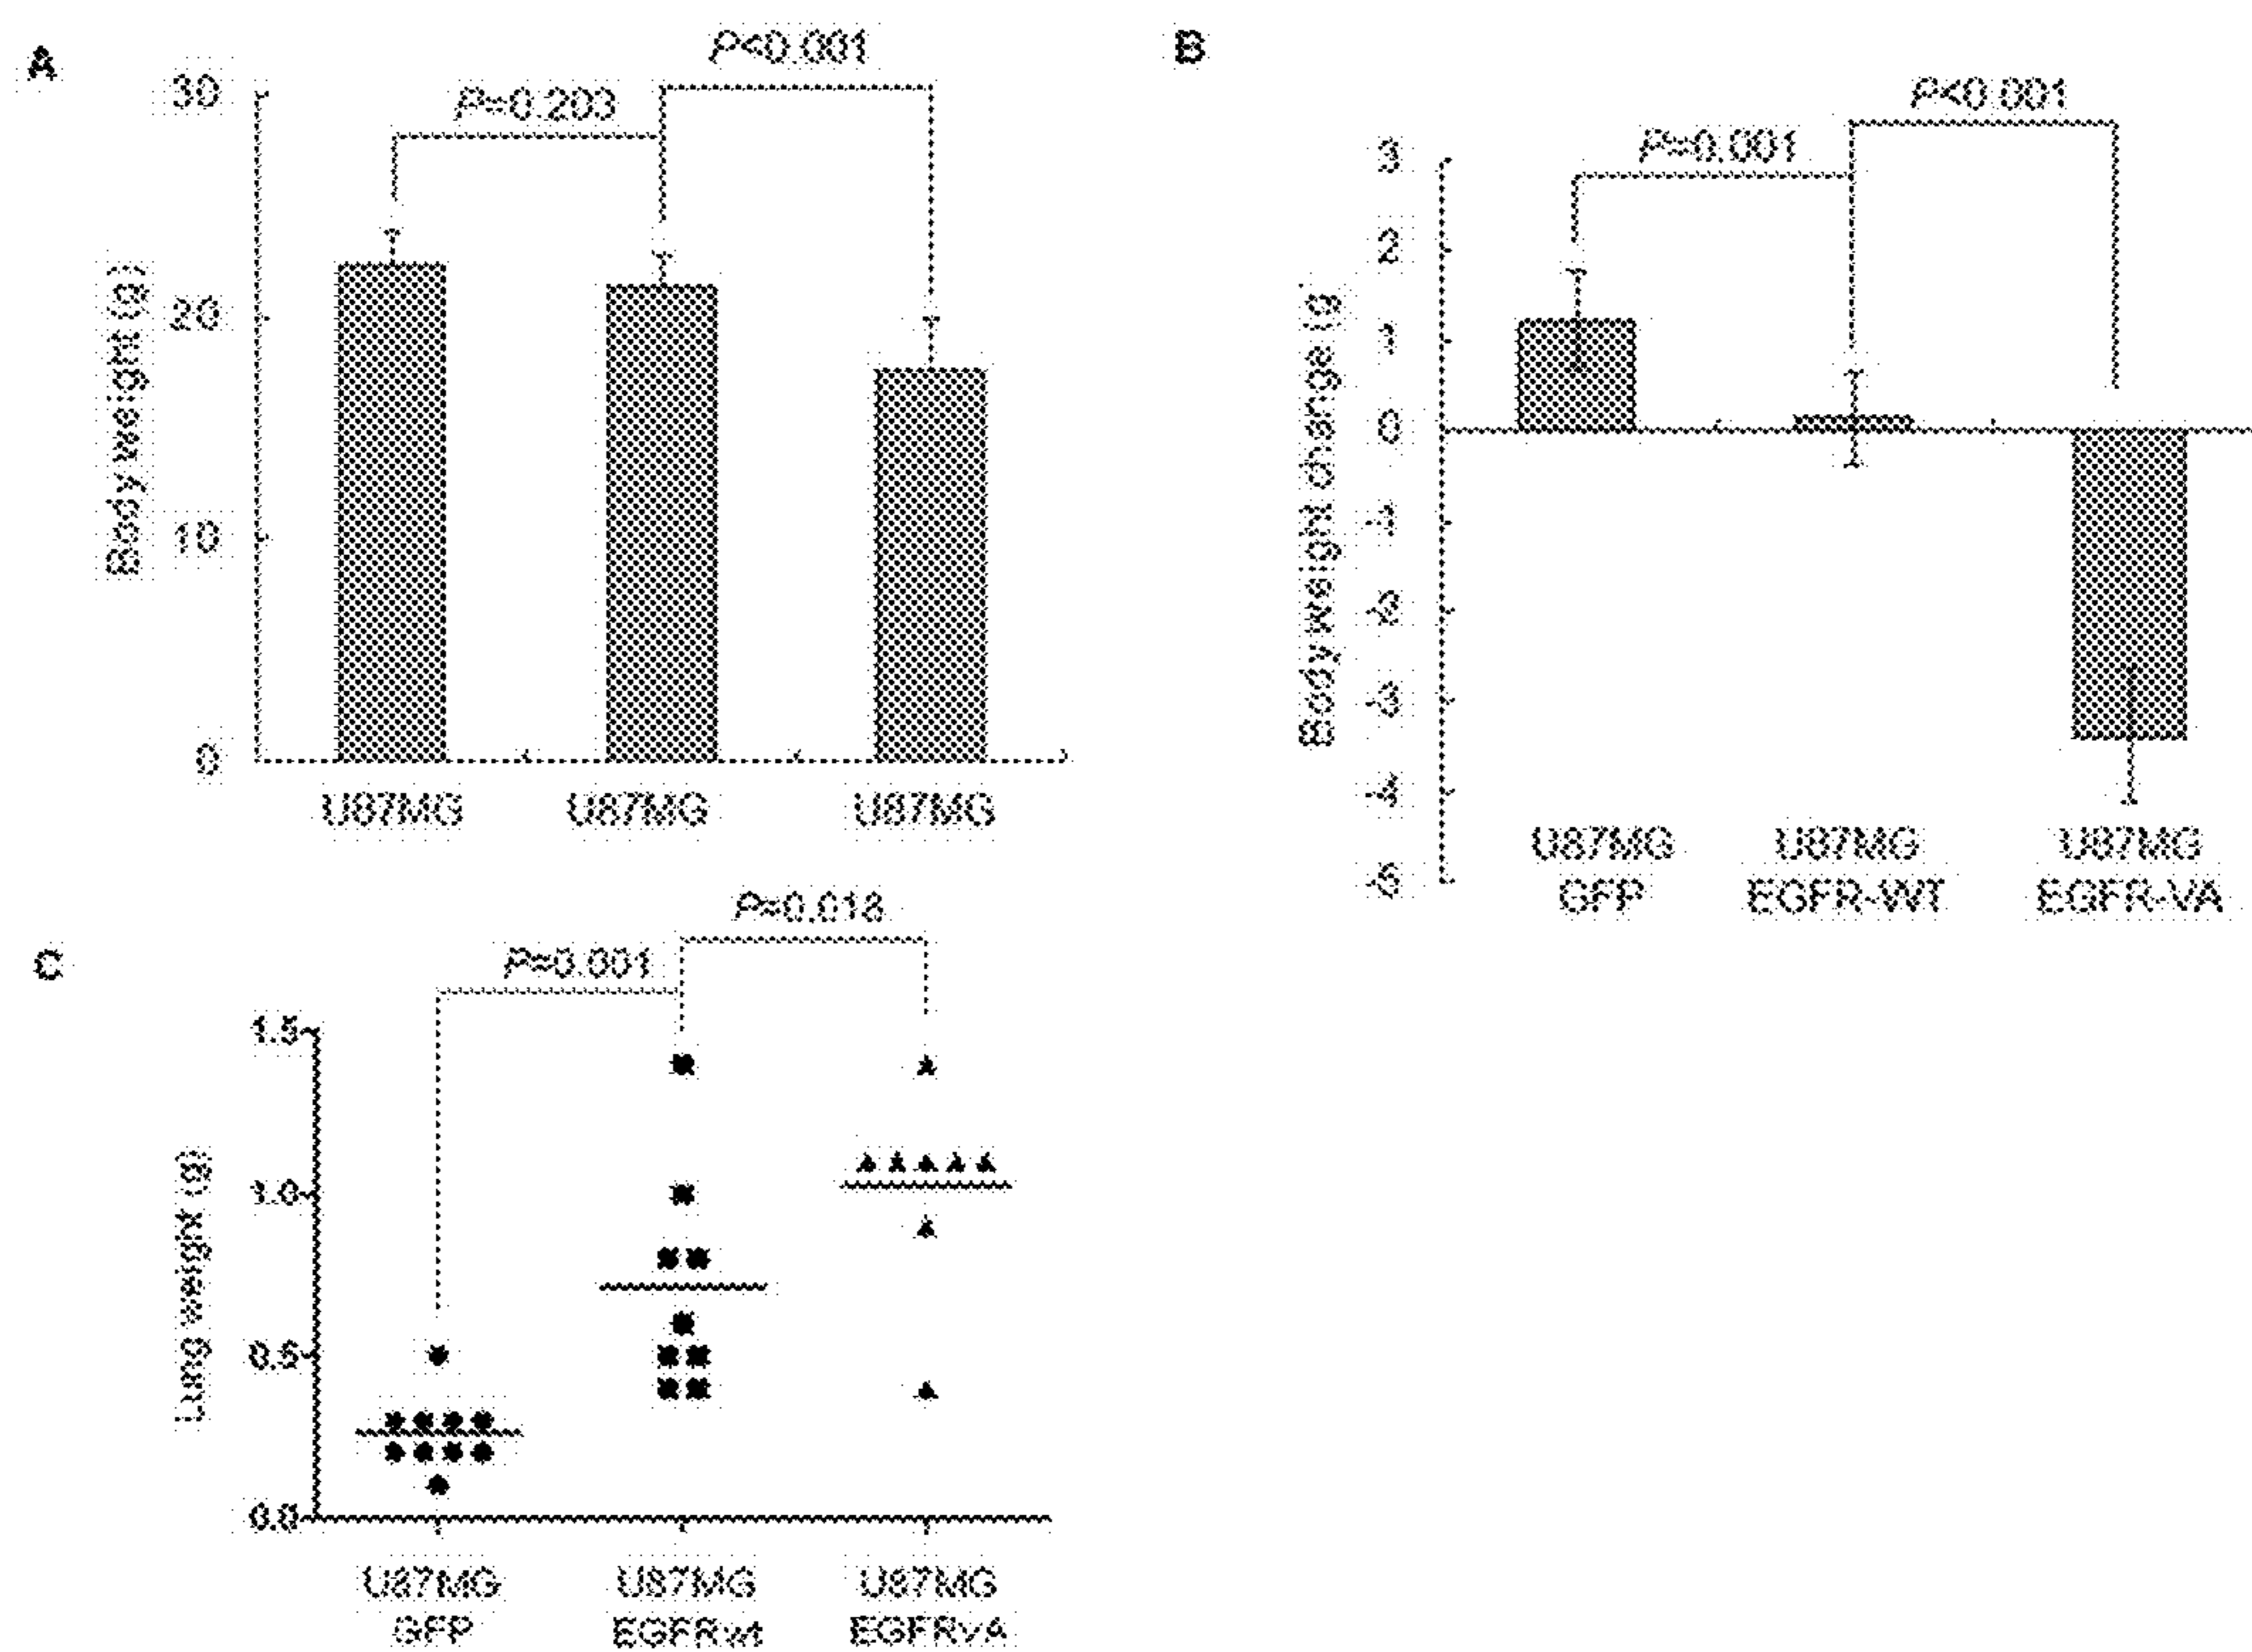 A
P<0.001
P=0.203
30
20
10
0
Body weight (g)
U87MG U87MG U87MG
B
P<0.001
P=0.001
3
2
1
0
-1
-2
-3
-4
-5
Body weight change (g)
U87MG U87MG U87MG
GFP EGFR-WT EGFR-VA
C
P=0.018
P=0.001
1.5
1.0
0.5
0.0
Lung weight (g)
U87MG U87MG U87MG
GFP EGFRwt EGFRvA